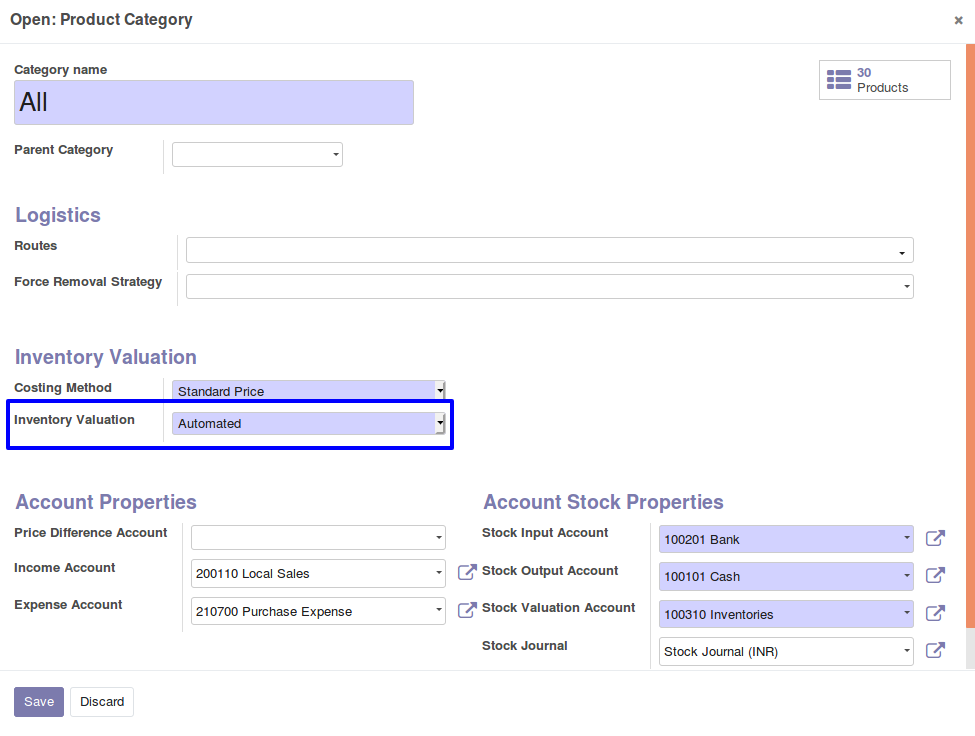 Open: Product Category
×
Category name
All
30
Products
Parent Category
Logistics
Routes
Force Removal Strategy
Inventory Valuation
Costing Method
Standard Price
Inventory Valuation
Automated
Account Properties
Price Difference Account
Income Account
200110 Local Sales
Expense Account
210700 Purchase Expense
Account Stock Properties
Stock Input Account
100201 Bank
Stock Output Account
100101 Cash
Stock Valuation Account
100310 Inventories
Stock Journal
Stock Journal (INR)
Save
Discard